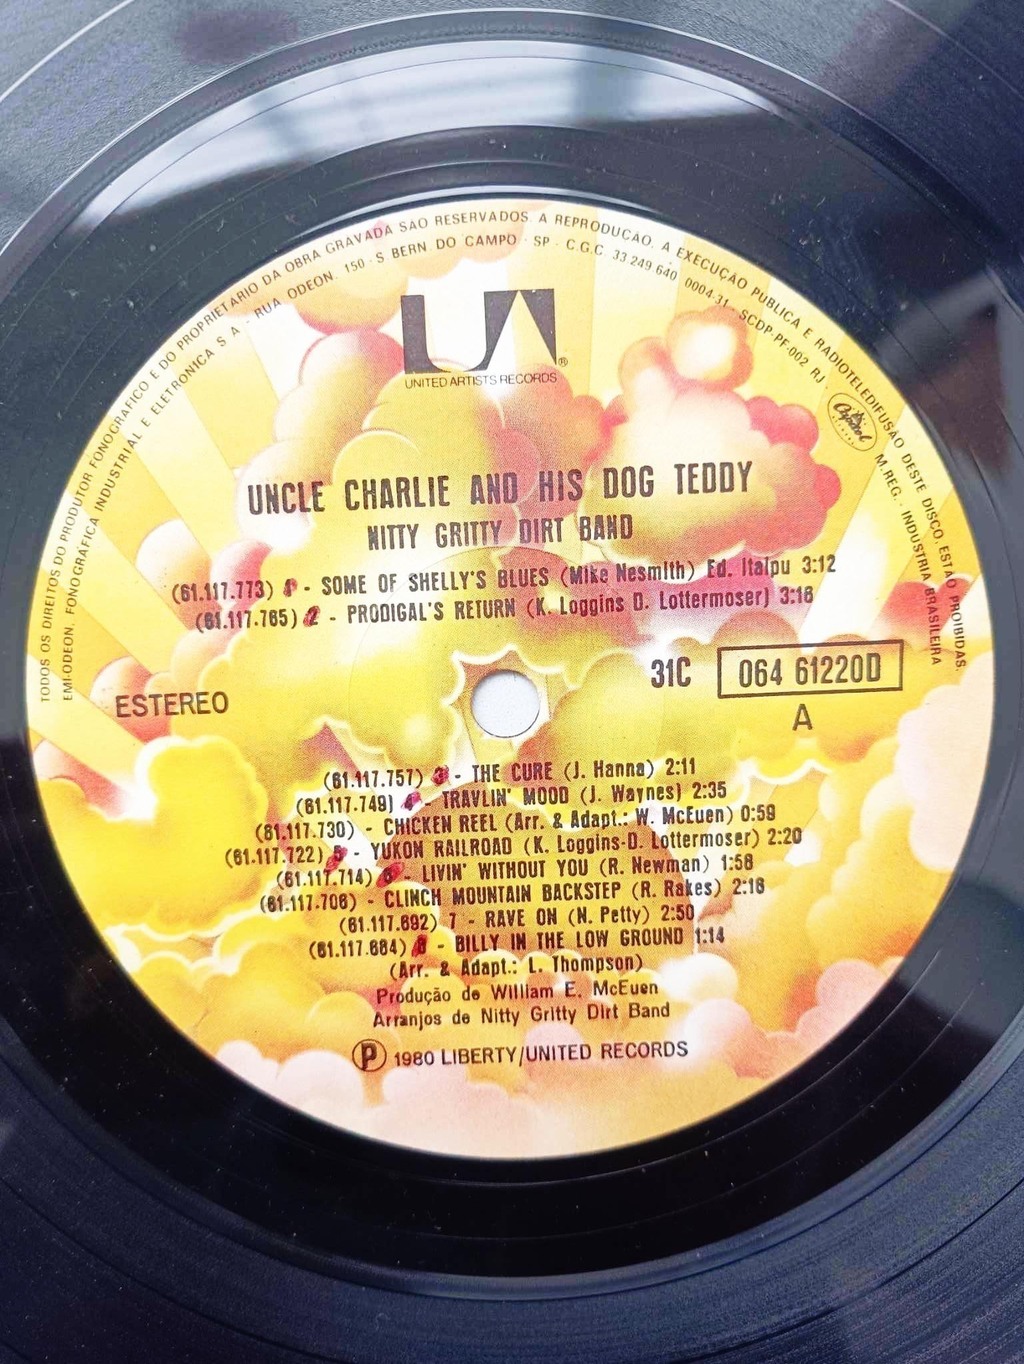 TODOS OS DIREITOS DO PRODUTOR FONOGRAFICO E DO PROPRIETARIO DA OBRA GRAVADA SAO RESERVADOS. A REPRODUÇAO. A EXECUÇAO PUBLICA E RADIOTELEDIFUSAO DESTE DISCO, ESTAO PROIBIDAS.
EMI-ODEON, FONOGRÁFICA INDUSTRIAL E ELETRONICA S A - RUA ODEON, 150 - S BERN. DO CAMPO - SP - C.G.C. 33 249 640 0004-31 - SCDP-PF-002 RJ
Capitol
M. REG. - INDUSTRIA BRASILEIRA
UA®
UNITED ARTISTS RECORDS
UNCLE CHARLIE AND HIS DOG TEDDY
NITTY GRITTY DIRT BAND
(61.117.773) 1 - SOME OF SHELLY'S BLUES (Mike Nesmith) Ed. Itaipu 3:12
(61.117.765) 2 - PRODIGAL'S RETURN (K. Loggins D. Lottermoser) 3:16
ESTEREO
31C 064 61220D
A
(61.117.757) 3 - THE CURE (J. Hanna) 2:11
(61.117.749) 4 - TRAVLIN' MOOD (J. Waynes) 2:35
(61.117.730) - CHICKEN REEL (Arr. & Adapt.: W. McEuen) 0:59
(61.117.722) 5 - YUKON RAILROAD (K. Loggins-D. Lottermoser) 2:20
(61.117.714) 6 - LIVIN' WITHOUT YOU (R. Newman) 1:58
(61.117.706) - CLINCH MOUNTAIN BACKSTEP (R. Rakes) 2:16
(61.117.692) 7 - RAVE ON (N. Petty) 2:50
(61.117.684) 8 - BILLY IN THE LOW GROUND 1:14
(Arr. & Adapt.: L. Thompson)
Produção de William E. McEuen
Arranjos de Nitty Gritty Dirt Band
Ⓟ 1980 LIBERTY/UNITED RECORDS